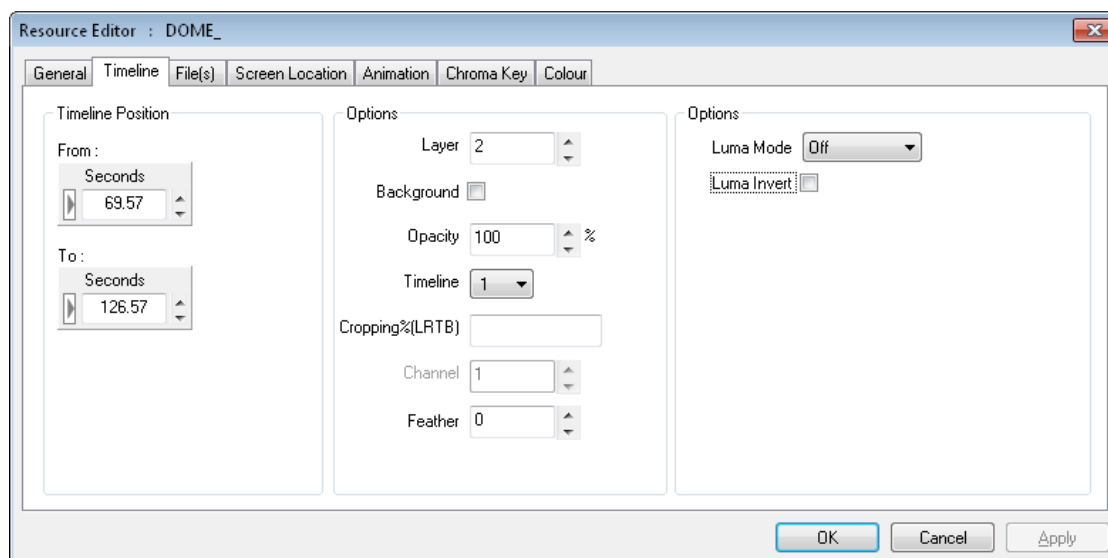 Resource Editor : DOME_
General Timeline File(s) Screen Location Animation Chroma Key Colour
Timeline Position
From :
Seconds
69.57
To :
Seconds
126.57
Options
Layer 2
Background
Opacity 100 %
Timeline 1
Cropping%(LRTB)
Channel 1
Feather 0
Options
Luma Mode Off
Luma Invert
OK Cancel Apply